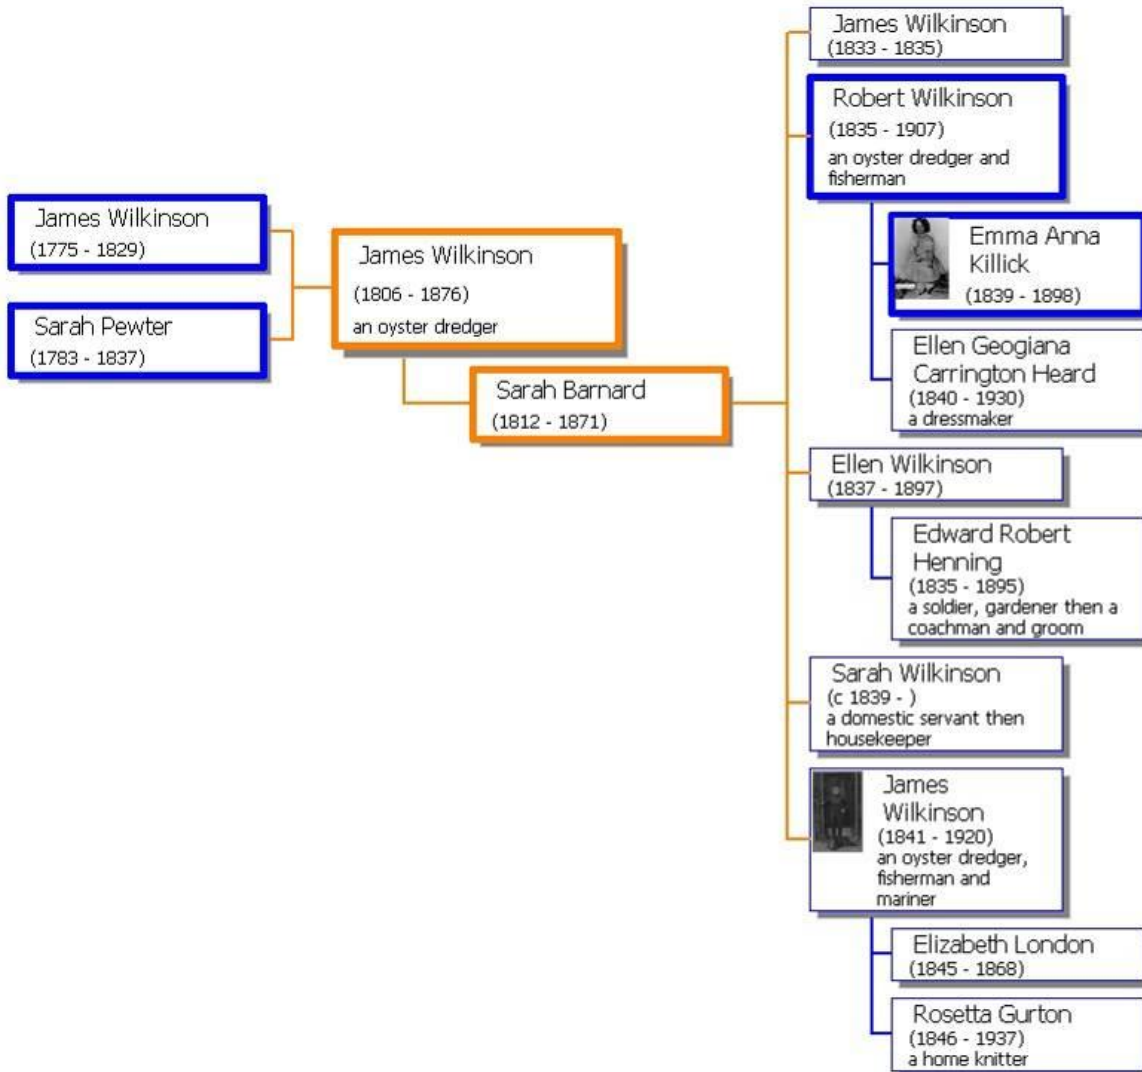 James Wilkinson
(1775 - 1829)
Sarah Pewter
(1783 - 1837)
James Wilkinson
(1806 - 1876)
an oyster dredger
Sarah Barnard
(1812 - 1871)
James Wilkinson
(1833 - 1835)
Robert Wilkinson
(1835 - 1907)
an oyster dredger and
fisherman
Emma Anna
Killick
(1839 - 1898)
Ellen Geogiana
Carrington Heard
(1840 - 1930)
a dressmaker
Ellen Wilkinson
(1837 - 1897)
Edward Robert
Henning
(1835 - 1895)
a soldier, gardener then a
coachman and groom
Sarah Wilkinson
(c 1839 - )
a domestic servant then
housekeeper
James
Wilkinson
(1841 - 1920)
an oyster dredger,
fisherman and
mariner
Elizabeth London
(1845 - 1868)
Rosetta Gurton
(1846 - 1937)
a home knitter